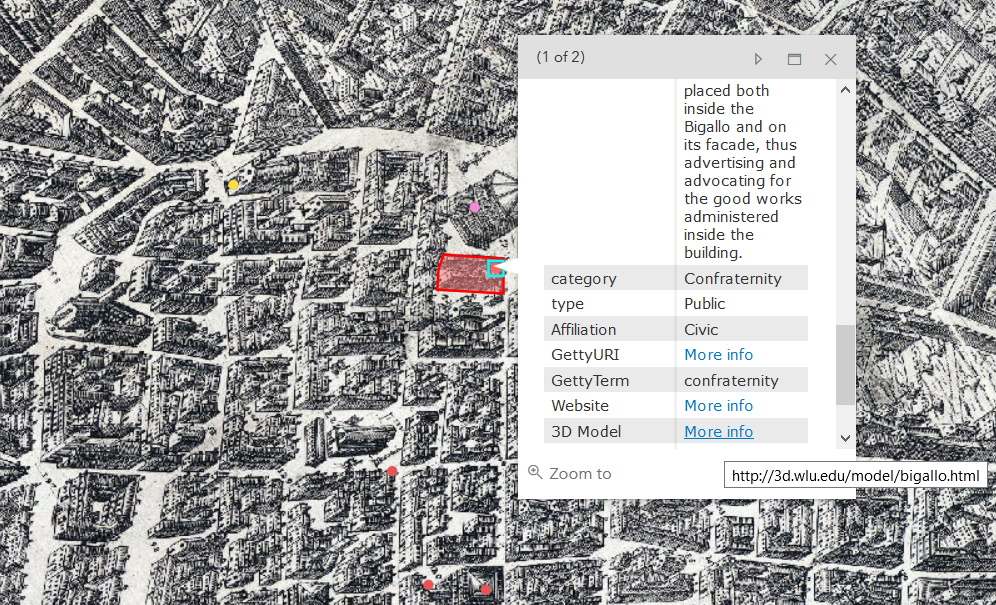 (1 of 2)
placed both
inside the
Bigallo and on
its facade, thus
advertising and
advocating for
the good works
administered
inside the
building.
category Confraternity
type Public
Affiliation Civic
GettyURI More info
GettyTerm confraternity
Website More info
3D Model More info
Zoom to
http://3d.wlu.edu/model/bigallo.html